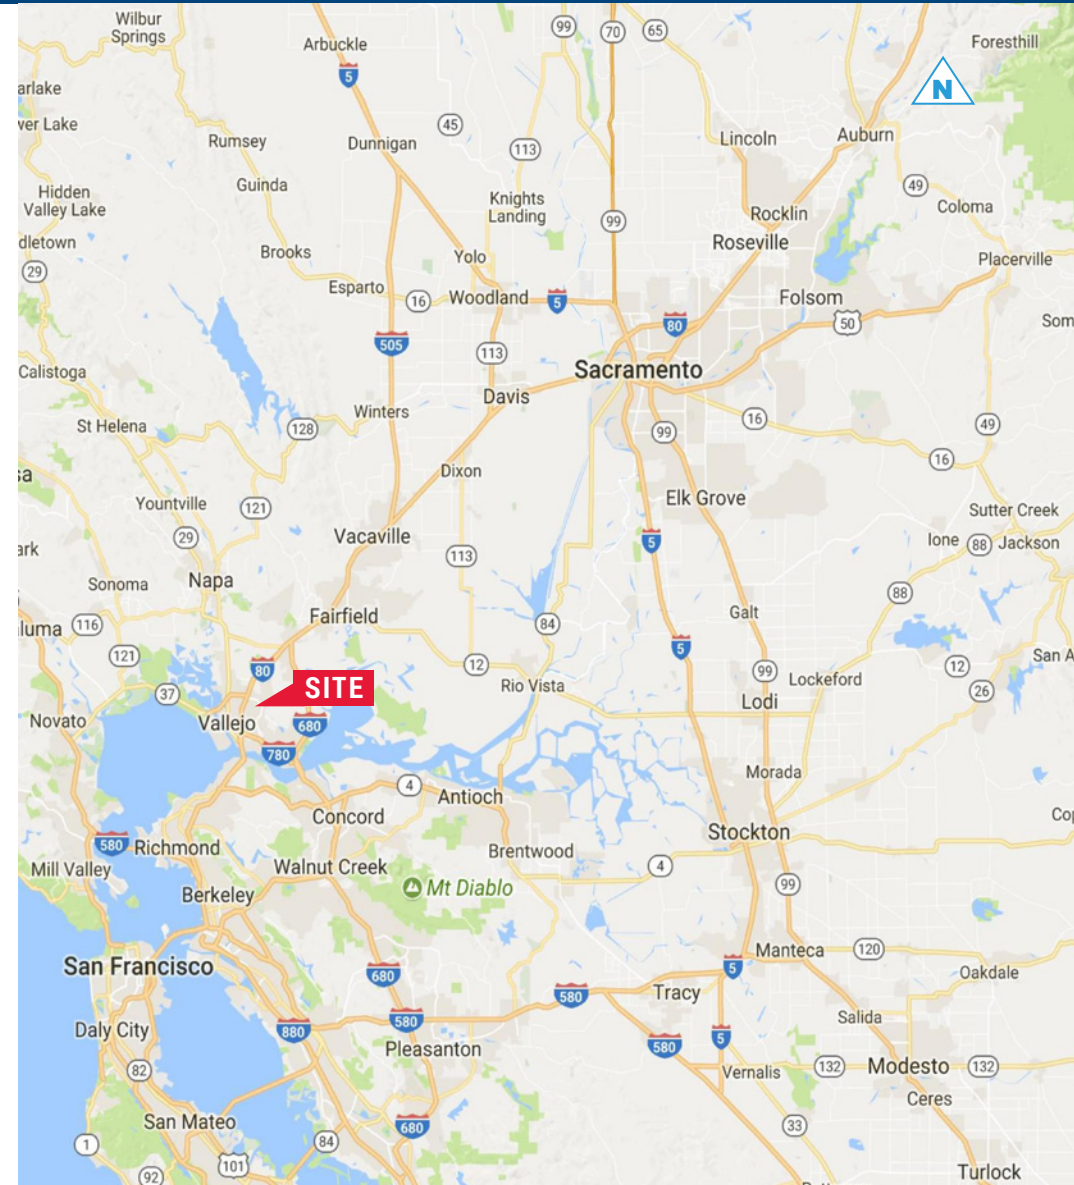 Wilbur
Springs
99
70
65
Arbuckle
Foresthill
5
N
arlake
wer Lake
45
Rumsey
Dunnigan
113
Lincoln
Auburn
Guinda
Hidden
Valley Lake
Knights
Landing
49
Coloma
Rocklin
99
dletown
Brooks
Yolo
Roseville
Placerville
29
Esparto
16
Woodland
5
Folsom
80
50
Som
505
113
Calistoga
Sacramento
Davis
St Helena
128
Winters
99
16
49
16
sa
Dixon
Yountville
121
Elk Grove
Sutter Creek
29
Vacaville
5
Ione
88
Jackson
ark
113
Sonoma
Napa
88
Fairfield
Galt
luma
116
84
121
80
12
5
12
San A
37
SITE
Rio Vista
99
Lockeford
26
Novato
Vallejo
680
Lodi
780
4
Antioch
Morada
Concord
Cop
580
Richmond
Stockton
Mill Valley
Walnut Creek
Brentwood
4
Berkeley
Mt Diablo
99
San Francisco
680
5
Manteca
120
Oakdale
580
Tracy
Daly City
880
580
Salida
Pleasanton
580
5
82
Vernalis
132
Modesto
132
Ceres
San Mateo
680
33
1
84
92
101
Turlock